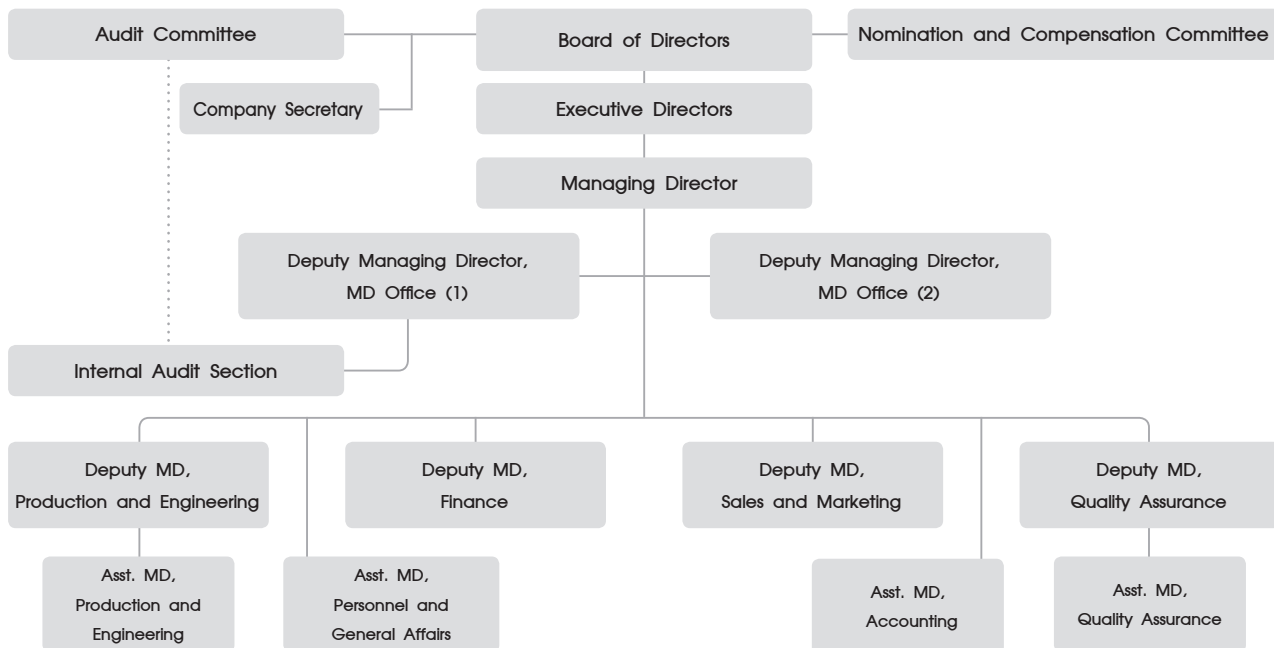 Audit Committee
Board of Directors
Nomination and Compensation Committee
Company Secretary
Executive Directors
Managing Director
Deputy Managing Director,
MD Office (1)
Deputy Managing Director,
MD Office (2)
Internal Audit Section
Deputy MD,
Production and Engineering
Deputy MD,
Finance
Deputy MD,
Sales and Marketing
Deputy MD,
Quality Assurance
Asst. MD,
Production and
Engineering
Asst. MD,
Personnel and
General Affairs
Asst. MD,
Accounting
Asst. MD,
Quality Assurance